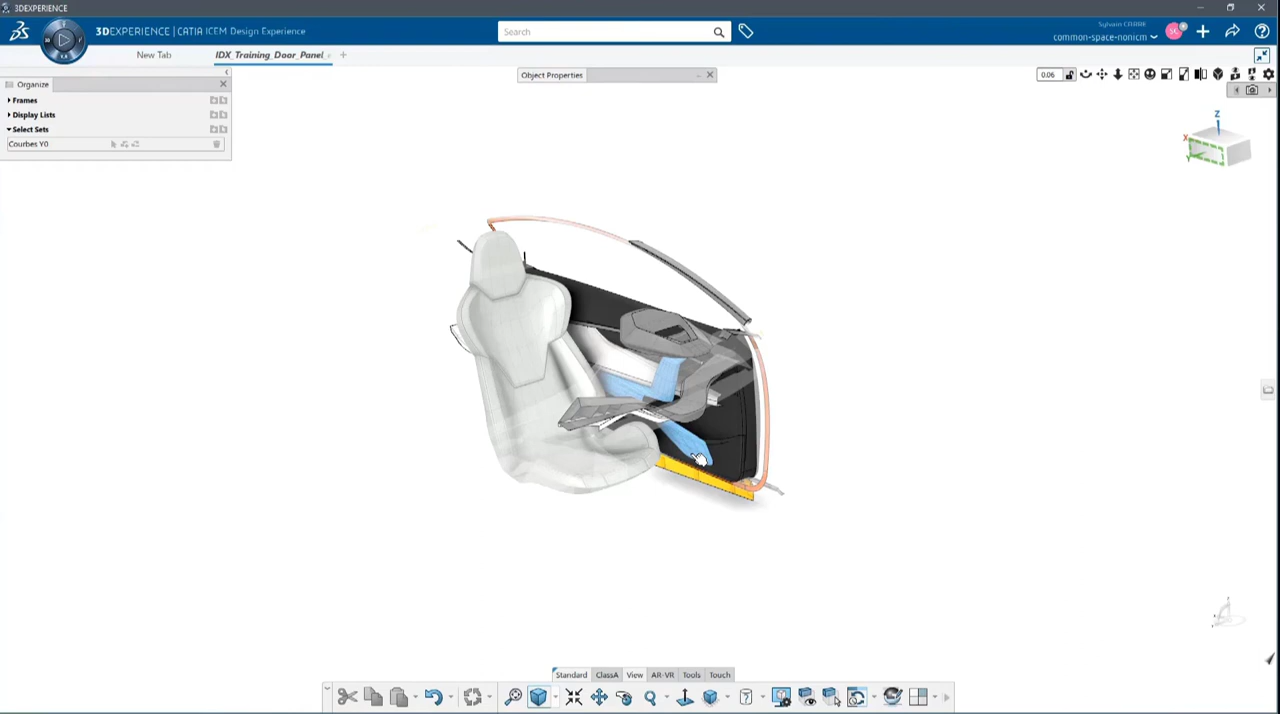 3DEXPERIENCE
3DEXPERIENCE | CATIA ICEM Design Experience
Search
common-space-nonicm
New Tab
IDX_Training_Door_Panel_
Organize
Object Properties
0.06
Frames
Display Lists
Select Sets
Courbes Y0
Z
X
Y
Standard
ClassA
View
AR-VR
Tools
Touch